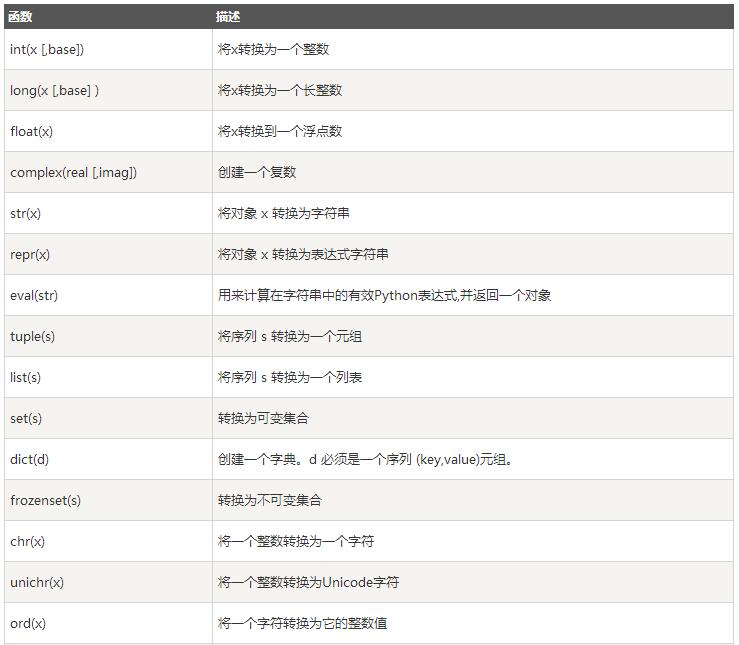 函数 描述
int(x [,base]) 将x转换为一个整数
long(x [,base] ) 将x转换为一个长整数
float(x) 将x转换到一个浮点数
complex(real [,imag]) 创建一个复数
str(x) 将对象 x 转换为字符串
repr(x) 将对象 x 转换为表达式字符串
eval(str) 用来计算在字符串中的有效Python表达式,并返回一个对象
tuple(s) 将序列 s 转换为一个元组
list(s) 将序列 s 转换为一个列表
set(s) 转换为可变集合
dict(d) 创建一个字典。d 必须是一个序列 (key,value)元组。
frozenset(s) 转换为不可变集合
chr(x) 将一个整数转换为一个字符
unichr(x) 将一个整数转换为Unicode字符
ord(x) 将一个字符转换为它的整数值